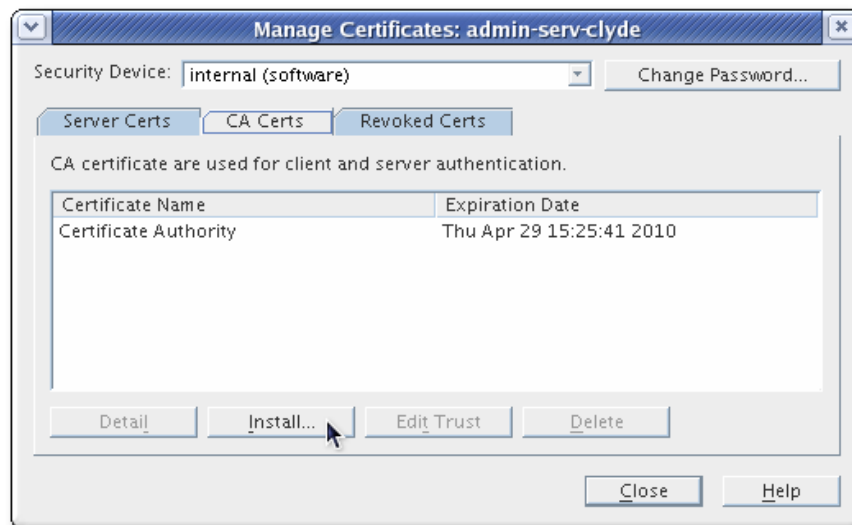 Manage Certificates: admin-serv-clyde
Security Device: internal (software) Change Password...
Server Certs CA Certs Revoked Certs
CA certificate are used for client and server authentication.
Certificate Name Expiration Date
Certificate Authority Thu Apr 29 15:25:41 2010
Detail Install... Edit Trust Delete
Close Help